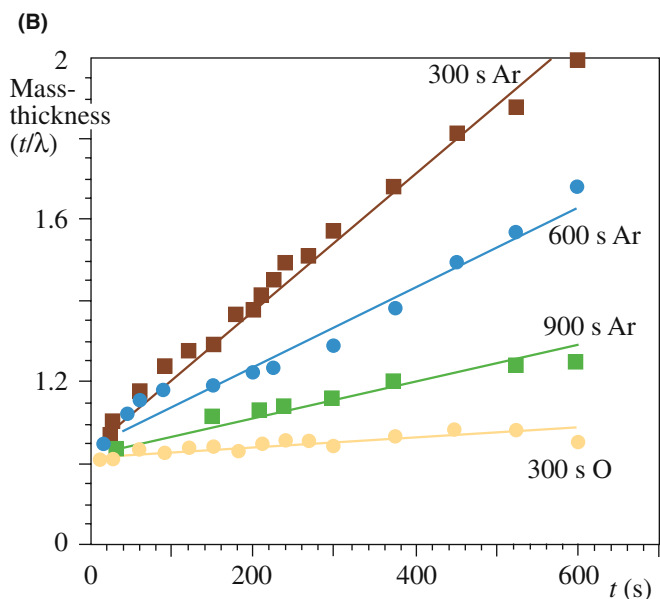 (B)
2
Mass-
thickness
(t/λ)
300 s Ar
1.6
600 s Ar
900 s Ar
1.2
300 s O
0
0 200 400 600
t (s)